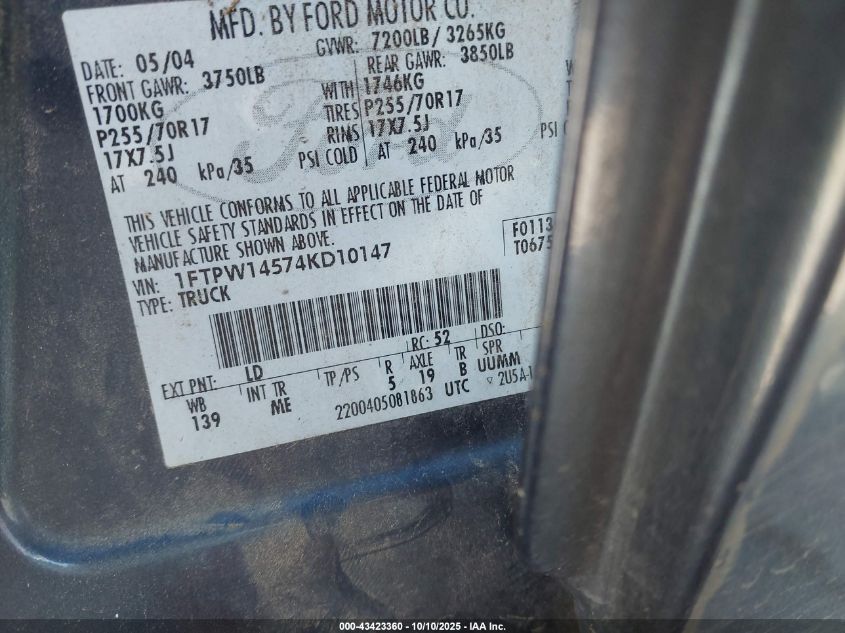 MFD. BY FORD MOTOR CO.
DATE: 05/04 GVWR: 7200LB/ 3265KG
FRONT GAWR: 3750LB REAR GAWR: 3850LB
1700KG WITH 1746KG
P255/70R17 TIRES P255/70R17
17X7.5J RIMS 17X7.5J
AT 240 kPa/35 PSI COLD AT 240 kPa/35 PSI
THIS VEHICLE CONFORMS TO ALL APPLICABLE FEDERAL MOTOR
VEHICLE SAFETY STANDARDS IN EFFECT ON THE DATE OF
MANUFACTURE SHOWN ABOVE.
VIN: 1FTPW14574KD10147 F0113
TYPE: TRUCK T0675
RC: 52 DSO:
EXT PNT: LD
WB INT TR TP/PS R AXLE TR SPR
139 ME 5 19 B UUMM
2200405081863 UTC
Ford
000-43423360 - 10/10/2025 - IAA Inc.